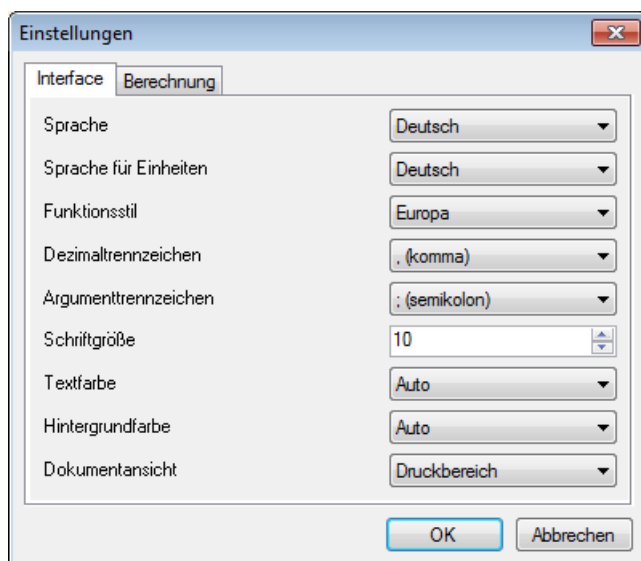 Einstellungen
Interface Berechnung
Sprache Deutsch
Sprache für Einheiten Deutsch
Funktionsstil Europa
Dezimaltrennzeichen , (komma)
Argumenttrennzeichen ; (semikolon)
Schriftgröße 10
Textfarbe Auto
Hintergrundfarbe Auto
Dokumentansicht Druckbereich
OK Abbrechen